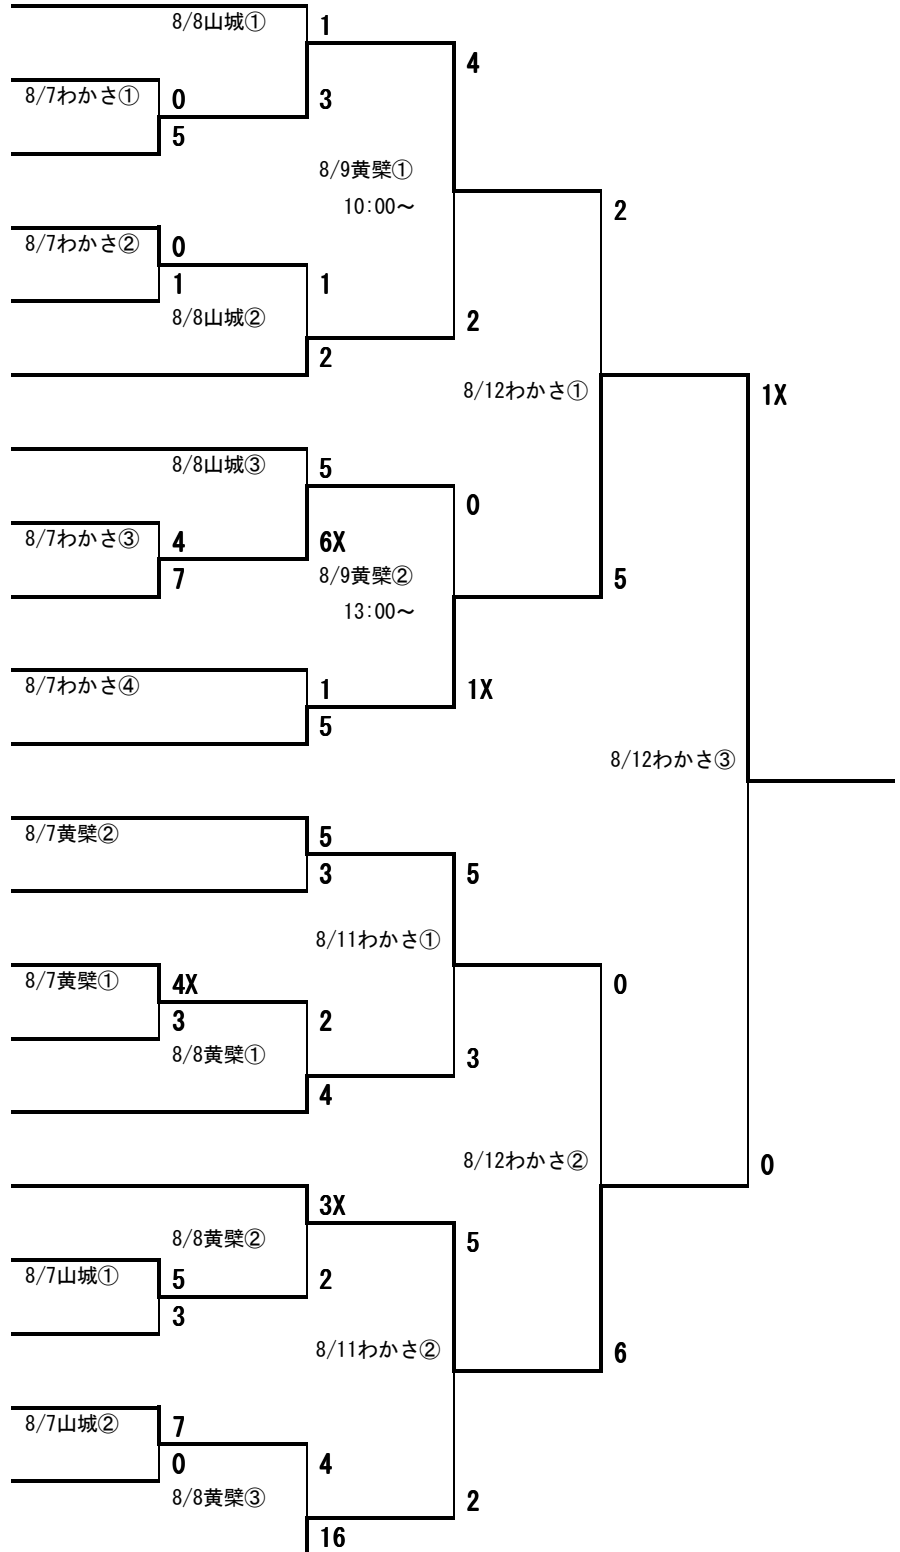 8/8山城①
1
4
8/7わかさ①
0
3
5
8/9黄檗①
10:00～
2
8/7わかさ②
0
1
1
8/8山城②
2
2
8/12わかさ①
1X
8/8山城③
5
0
8/7わかさ③
4
6X
7
8/9黄檗②
5
13:00～
8/7わかさ④
1
1X
5
8/12わかさ③
8/7黄檗②
5
3
5
8/11わかさ①
8/7黄檗①
4X
0
3
2
8/8黄檗①
3
4
8/12わかさ②
0
3X
8/8黄檗②
5
8/7山城①
5
2
3
8/11わかさ②
6
8/7山城②
7
0
4
8/8黄檗③
2
16